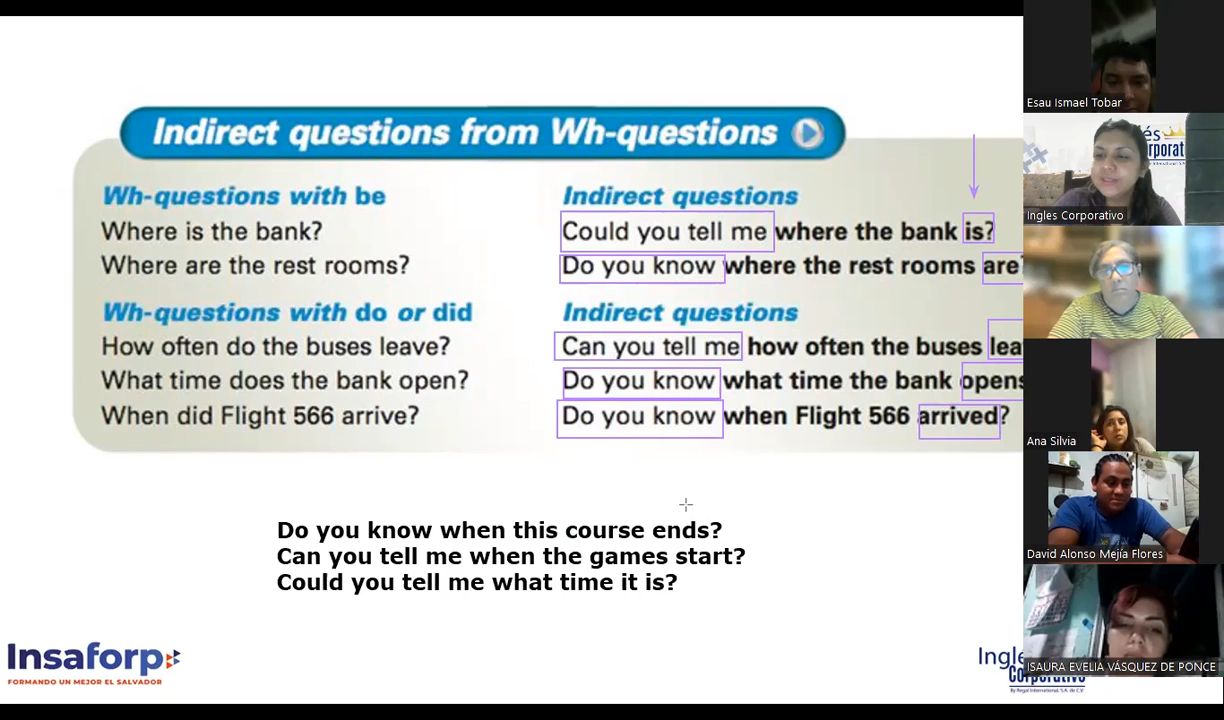 Indirect questions from Wh-questions
Wh-questions with be
Indirect questions
Where is the bank?
Could you tell me where the bank is?
Where are the rest rooms?
Do you know where the rest rooms are?
Wh-questions with do or did
Indirect questions
How often do the buses leave?
Can you tell me how often the buses
What time does the bank open?
Do you know what time the bank opens
When did Flight 566 arrive?
Do you know when Flight 566 arrived?
Do you know when this course ends?
Can you tell me when the games start?
Could you tell me what time it is?
Insaforp
FORMANDO UN MEJOR EL SALVADOR
Corporativo
By Regal International, S.A. de C.V.
Esau Ismael Tobar
Ingles Corporativo
Ana Silvia
David Alonso Mejía Flores
ISAURA EVELIA VÁSQUEZ DE PONCE